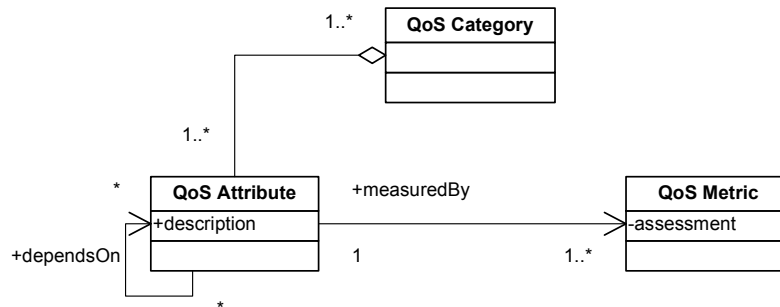 1..*
QoS Category
1..*
*
QoS Attribute
+measuredBy
QoS Metric
+description
-assessment
+dependsOn
1
1..*
*